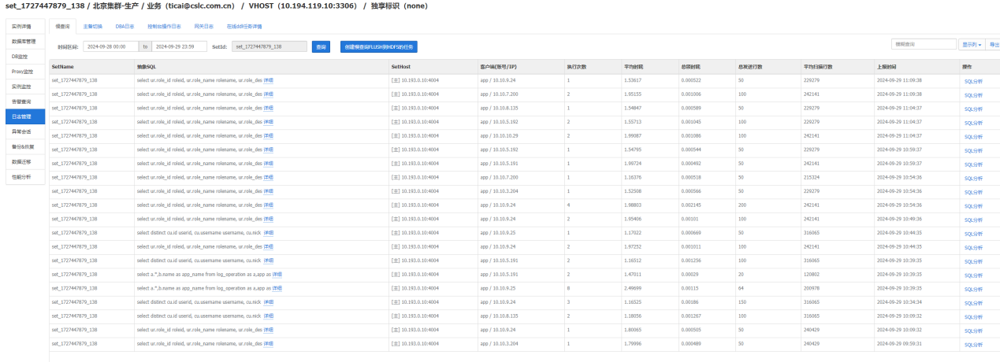 set_1727447879_138 / 北京集群-生产 / 业务（ticai@cslc.com.cn） / VHOST（10.194.119.10:3306） / 独享标识（none）
实例详情
数据库管理
DB监控
Proxy监控
实例监控
告警查询
日志管理
异常会话
备份&恢复
数据迁移
性能分析
慢查询 主备切换 DBA日志 控制台操作日志 网关日志 在线ddl任务详情
时间区间: 2024-09-28 00:00 to 2024-09-29 23:59 SetId: set_1727447879_138 查询 创建慢查询FLUSH到HDFS的任务 模糊查询 显示列 导出
SetName 抽象SQL SetHost 客户端(账号/IP) 执行次数 平均时耗 总锁时耗 总发送行数 平均扫描行数 上报时间 操作
set_1727447879_138 select ur.role_id roleid, ur.role_name rolename, ur.role_des 详细 [主] 10.193.0.10:4004 app / 10.10.9.24 1 1.53617 0.000522 50 229279 2024-09-29 11:09:38 SQL分析
set_1727447879_138 select ur.role_id roleid, ur.role_name rolename, ur.role_des 详细 [主] 10.193.0.10:4004 app / 10.10.7.200 2 1.95155 0.001006 100 242141 2024-09-29 11:09:38 SQL分析
set_1727447879_138 select ur.role_id roleid, ur.role_name rolename, ur.role_des 详细 [主] 10.193.0.10:4004 app / 10.10.8.135 1 1.54847 0.000589 50 229279 2024-09-29 11:04:37 SQL分析
set_1727447879_138 select ur.role_id roleid, ur.role_name rolename, ur.role_des 详细 [主] 10.193.0.10:4004 app / 10.10.5.192 2 1.55713 0.001045 100 229279 2024-09-29 11:04:37 SQL分析
set_1727447879_138 select ur.role_id roleid, ur.role_name rolename, ur.role_des 详细 [主] 10.193.0.10:4004 app / 10.10.10.29 2 1.99087 0.001086 100 242141 2024-09-29 11:04:37 SQL分析
set_1727447879_138 select ur.role_id roleid, ur.role_name rolename, ur.role_des 详细 [主] 10.193.0.10:4004 app / 10.10.5.192 1 1.54795 0.000544 50 229279 2024-09-29 10:59:37 SQL分析
set_1727447879_138 select ur.role_id roleid, ur.role_name rolename, ur.role_des 详细 [主] 10.193.0.10:4004 app / 10.10.5.191 1 1.99724 0.000492 50 242141 2024-09-29 10:59:37 SQL分析
set_1727447879_138 select ur.role_id roleid, ur.role_name rolename, ur.role_des 详细 [主] 10.193.0.10:4004 app / 10.10.7.200 1 1.16376 0.000518 50 215324 2024-09-29 10:54:36 SQL分析
set_1727447879_138 select ur.role_id roleid, ur.role_name rolename, ur.role_des 详细 [主] 10.193.0.10:4004 app / 10.10.3.204 1 1.52508 0.000566 50 229279 2024-09-29 10:54:36 SQL分析
set_1727447879_138 select ur.role_id roleid, ur.role_name rolename, ur.role_des 详细 [主] 10.193.0.10:4004 app / 10.10.9.24 4 1.98803 0.002145 200 242141 2024-09-29 10:54:36 SQL分析
set_1727447879_138 select ur.role_id roleid, ur.role_name rolename, ur.role_des 详细 [主] 10.193.0.10:4004 app / 10.10.9.24 2 1.95406 0.00101 100 242141 2024-09-29 10:49:36 SQL分析
set_1727447879_138 select distinct cu.id userid, cu.username username, cu.nick 详细 [主] 10.193.0.10:4004 app / 10.10.9.25 1 1.17022 0.000669 50 316065 2024-09-29 10:44:35 SQL分析
set_1727447879_138 select ur.role_id roleid, ur.role_name rolename, ur.role_des 详细 [主] 10.193.0.10:4004 app / 10.10.9.24 2 1.97252 0.001011 100 242141 2024-09-29 10:44:35 SQL分析
set_1727447879_138 select distinct cu.id userid, cu.username username, cu.nick 详细 [主] 10.193.0.10:4004 app / 10.10.5.191 2 1.16512 0.001256 100 316065 2024-09-29 10:39:35 SQL分析
set_1727447879_138 select a.*,b.name as app_name from log_operation as a,app as 详细 [主] 10.193.0.10:4004 app / 10.10.5.191 2 1.47011 0.00029 20 120802 2024-09-29 10:39:35 SQL分析
set_1727447879_138 select a.*,b.name as app_name from log_operation as a,app as 详细 [主] 10.193.0.10:4004 app / 10.10.9.25 8 2.49699 0.00115 64 200978 2024-09-29 10:39:35 SQL分析
set_1727447879_138 select distinct cu.id userid, cu.username username, cu.nick 详细 [主] 10.193.0.10:4004 app / 10.10.9.24 3 1.16525 0.00186 150 316065 2024-09-29 10:34:34 SQL分析
set_1727447879_138 select distinct cu.id userid, cu.username username, cu.nick 详细 [主] 10.193.0.10:4004 app / 10.10.8.135 2 1.18056 0.001267 100 316065 2024-09-29 10:09:32 SQL分析
set_1727447879_138 select ur.role_id roleid, ur.role_name rolename, ur.role_des 详细 [主] 10.193.0.10:4004 app / 10.10.9.24 1 1.80065 0.000505 50 240429 2024-09-29 10:09:32 SQL分析
set_1727447879_138 select ur.role_id roleid, ur.role_name rolename, ur.role_des 详细 [主] 10.193.0.10:4004 app / 10.10.3.204 1 1.79996 0.000489 50 240429 2024-09-29 09:59:31 SQL分析